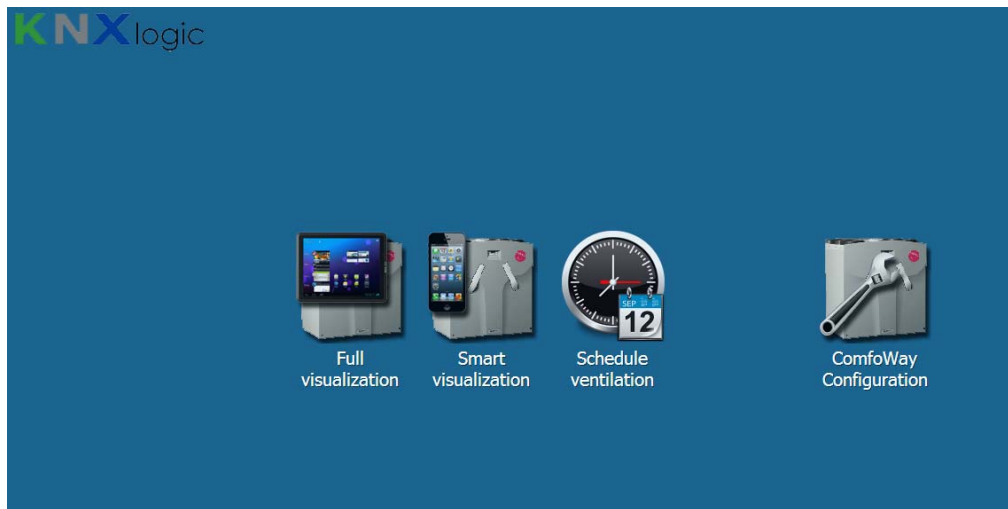 KNXlogic
SEP
12
Full
visualization
Smart
visualization
Schedule
ventilation
ComfoWay
Configuration